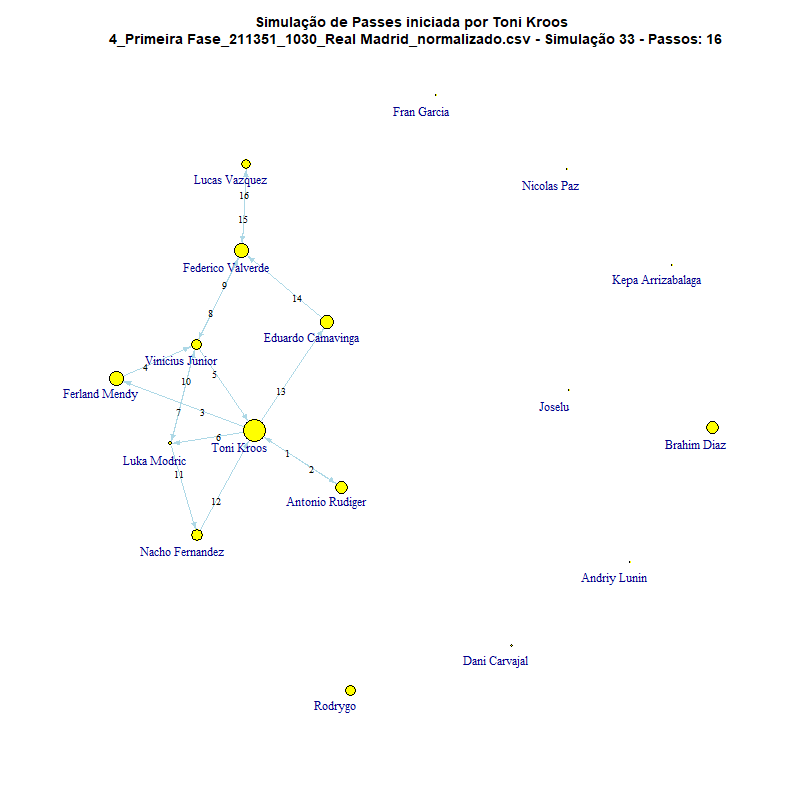 Simulação de Passes iniciada por Toni Kroos
4_Primeira Fase_211351_1030_Real Madrid_normalizado.csv - Simulação 33 - Passos: 16
Fran Garcia
Lucas Vazquez
Nicolas Paz
16
15
Federico Valverde
Kepa Arrizabalaga
9
14
8
Eduardo Camavinga
Vinicius Junior
4
5
10
Ferland Mendy
13
Joselu
7
3
6
Toni Kroos
Brahim Diaz
1
Luka Modric
2
11
Antonio Rudiger
12
Nacho Fernandez
Andriy Lunin
Dani Carvajal
Rodrygo